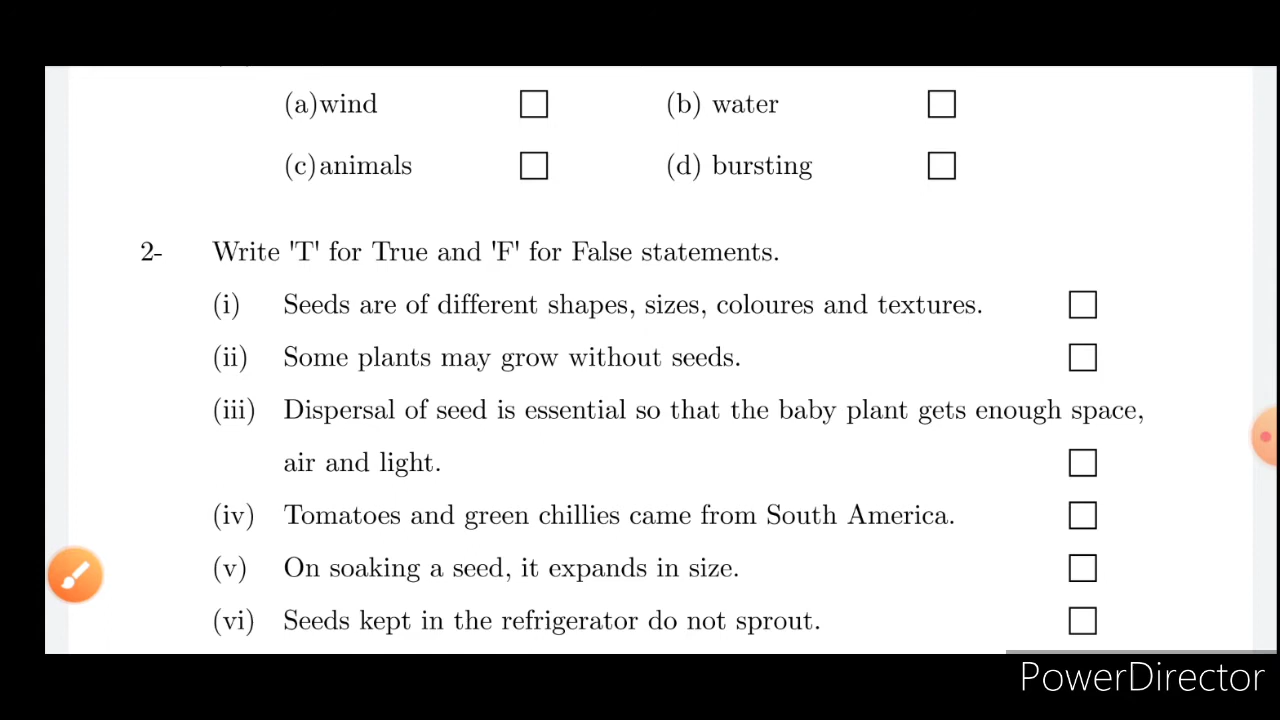 (a)wind (b) water
(c)animals (d) bursting
2- Write 'T' for True and 'F' for False statements.
(i) Seeds are of different shapes, sizes, coloures and textures.
(ii) Some plants may grow without seeds.
(iii) Dispersal of seed is essential so that the baby plant gets enough space,
air and light.
(iv) Tomatoes and green chillies came from South America.
(v) On soaking a seed, it expands in size.
(vi) Seeds kept in the refrigerator do not sprout.
PowerDirector